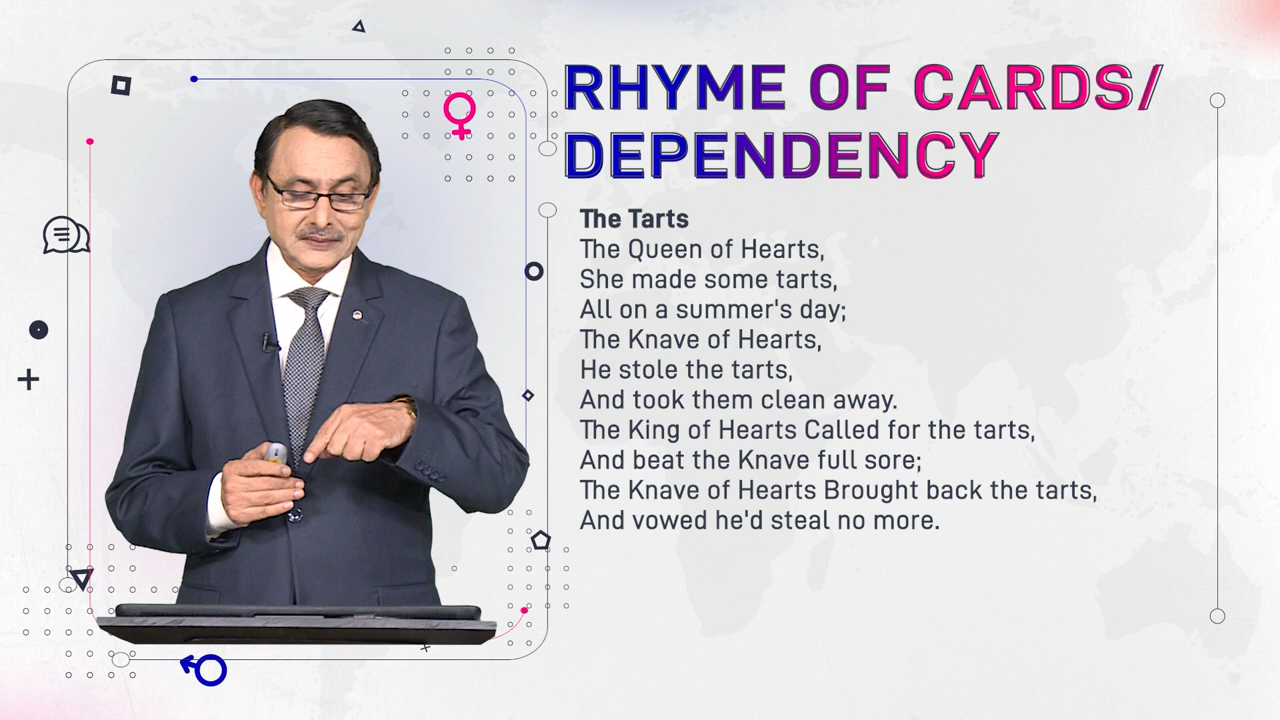 RHYME OF CARDS/
DEPENDENCY
The Tarts
The Queen of Hearts,
She made some tarts,
All on a summer's day;
The Knave of Hearts,
He stole the tarts,
And took them clean away.
The King of Hearts Called for the tarts,
And beat the Knave full sore;
The Knave of Hearts Brought back the tarts,
And vowed he'd steal no more.